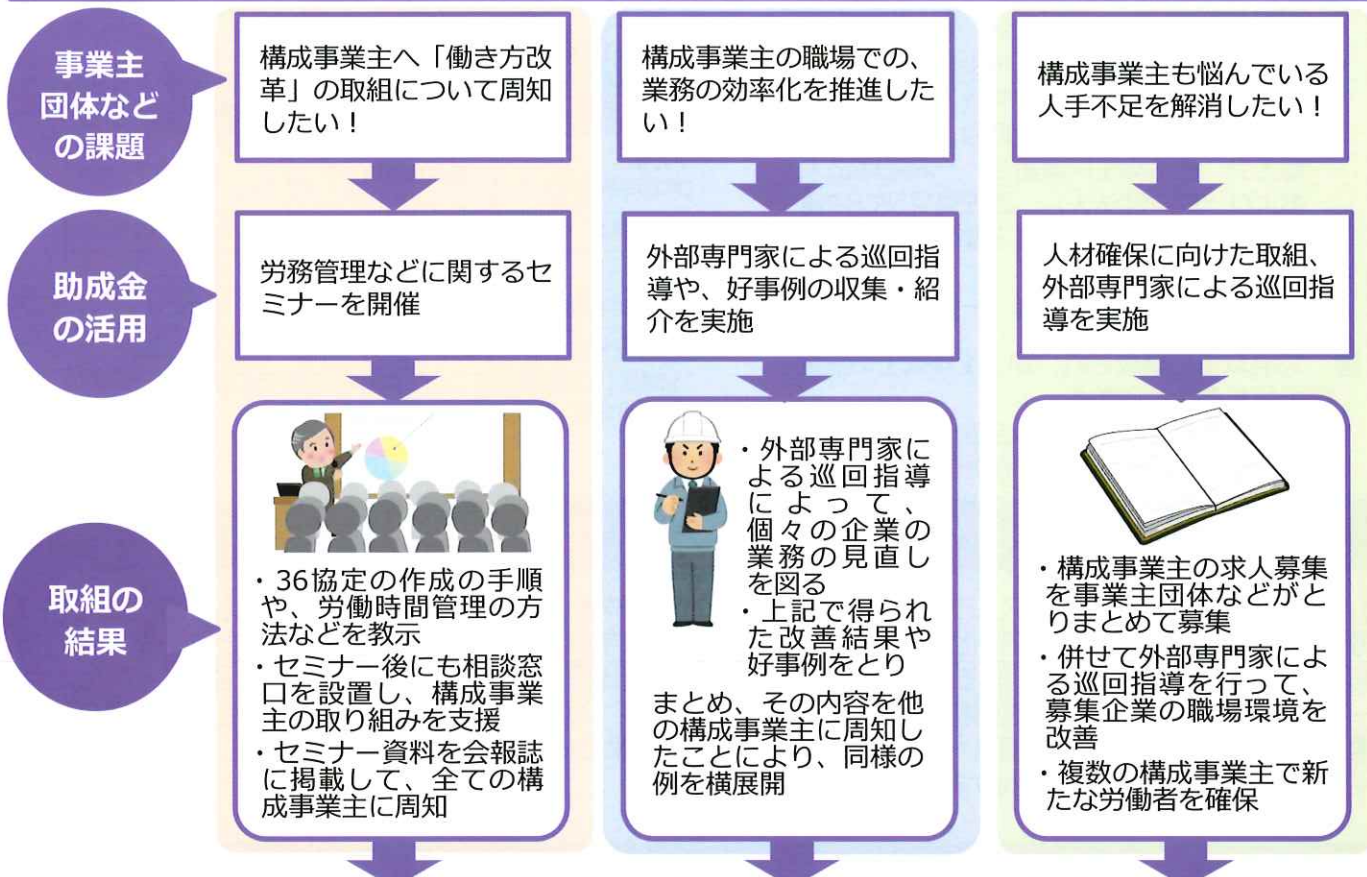 事業主
団体など
の課題
構成事業主へ「働き方改
革」の取組について周知
したい！
構成事業主の職場での、
業務の効率化を推進した
い！
構成事業主も悩んでいる
人手不足を解消したい！
助成金
の活用
労務管理などに関するセ
ミナーを開催
外部専門家による巡回指
導や、好事例の収集・紹
介を実施
人材確保に向けた取組、
外部専門家による巡回指
導を実施
取組の
結果
・36協定の作成の手順
や、労働時間管理の方
法などを教示
・セミナー後にも相談窓
口を設置し、構成事業
主の取り組みを支援
・セミナー資料を会報誌
に掲載して、全ての構
成事業主に周知
・外部専門家に
よる巡回指導
によって、
個々の企業の
業務の見直し
を図る
・上記で得られ
た改善結果や
好事例をとり
まとめ、その内容を他
の構成事業主に周知し
たことにより、同様の
例を横展開
・構成事業主の求人募集
を事業主団体などがと
りまとめて募集
・併せて外部専門家によ
る巡回指導を行って、
募集企業の職場環境を
改善
・複数の構成事業主で新
たな労働者を確保